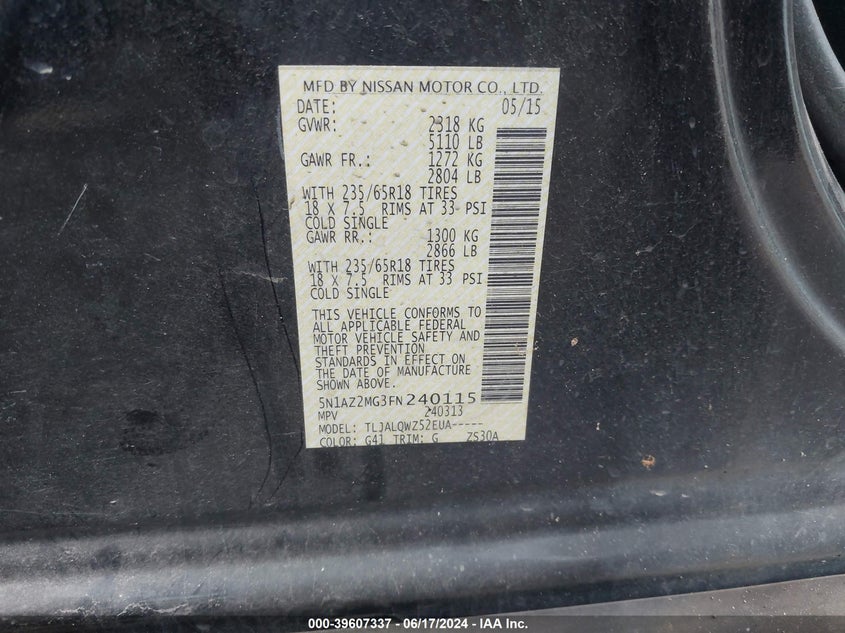 MFD BY NISSAN MOTOR CO., LTD.
DATE: 05/15
GVWR: 2318 KG
5110 LB
GAWR FR.: 1272 KG
2804 LB
WITH 235/65R18 TIRES
18 X 7.5 RIMS AT 33 PSI
COLD SINGLE
GAWR RR.: 1300 KG
2866 LB
WITH 235/65R18 TIRES
18 X 7.5 RIMS AT 33 PSI
COLD SINGLE
THIS VEHICLE CONFORMS TO
ALL APPLICABLE FEDERAL
MOTOR VEHICLE SAFETY AND
THEFT PREVENTION
STANDARDS IN EFFECT ON
THE DATE OF MANUFACTURE
SHOWN ABOVE.
5N1AZ2MG3FN240115
MPV 240313
MODEL: TLJALQWZ52EUA-----
COLOR: G41 TRIM: G ZS30A
000-39607337 - 06/17/2024 - IAA Inc.